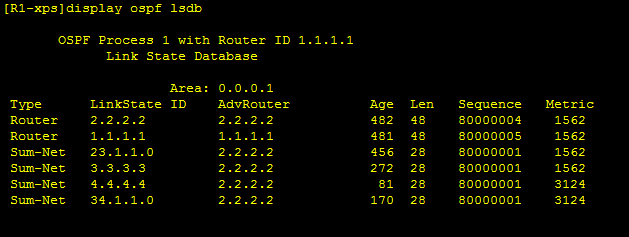 [R1-xps]display ospf lsdb
OSPF Process 1 with Router ID 1.1.1.1
Link State Database
Area: 0.0.0.1
Type LinkState ID AdvRouter Age Len Sequence Metric
Router 2.2.2.2 2.2.2.2 482 48 80000004 1562
Router 1.1.1.1 1.1.1.1 481 48 80000005 1562
Sum-Net 23.1.1.0 2.2.2.2 456 28 80000001 1562
Sum-Net 3.3.3.3 2.2.2.2 272 28 80000001 1562
Sum-Net 4.4.4.4 2.2.2.2 81 28 80000001 3124
Sum-Net 34.1.1.0 2.2.2.2 170 28 80000001 3124